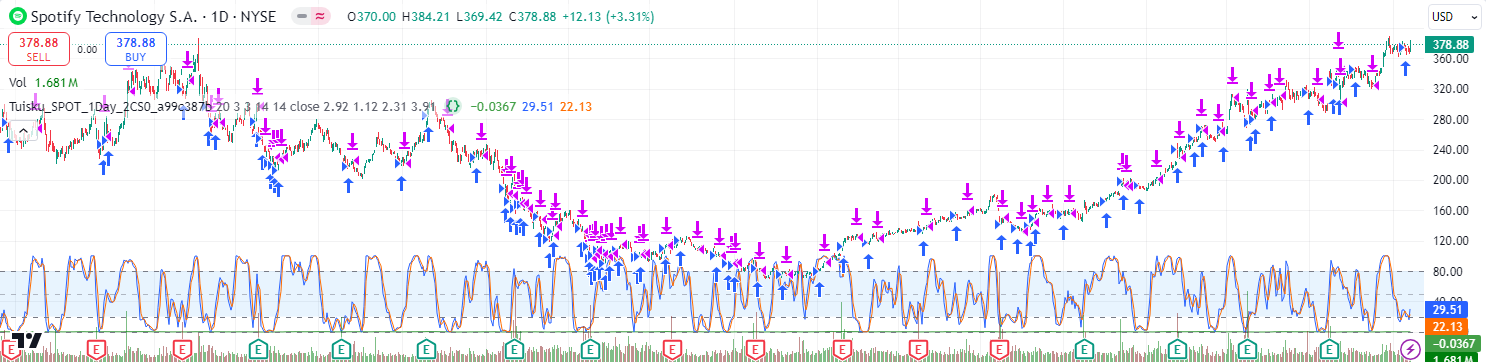 Spotify Technology S.A. · 1D · NYSE O370.00 H384.21 L369.42 C378.88 +12.13 (+3.31%)
USD
378.88 0.00 378.88
SELL BUY
Vol 1.681M
Tuisku_SPOT_1Day_2CS0_a99c387b 20 3 3 14 14 close 2.92 1.12 2.31 3.91 −0.0367 29.51 22.13
378.88
360.00
320.00
280.00
240.00
200.00
160.00
120.00
80.00
40.00
29.51
22.13
−0.0367
1.681M
E E E E E E E E E E E E E E E E